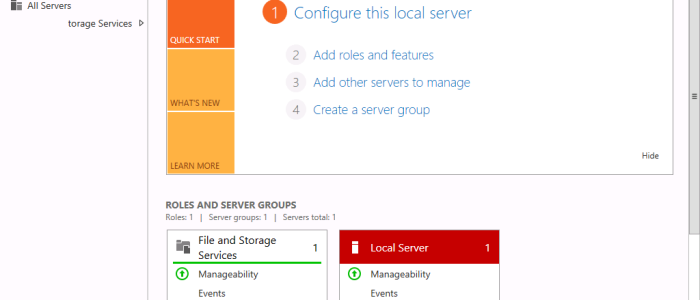 All Servers
torage Services
QUICK START
WHAT'S NEW
LEARN MORE
1 Configure this local server
2 Add roles and features
3 Add other servers to manage
4 Create a server group
Hide
ROLES AND SERVER GROUPS
Roles: 1 | Server groups: 1 | Servers total: 1
File and Storage
Services 1
Manageability
Events
Local Server 1
Manageability
Events